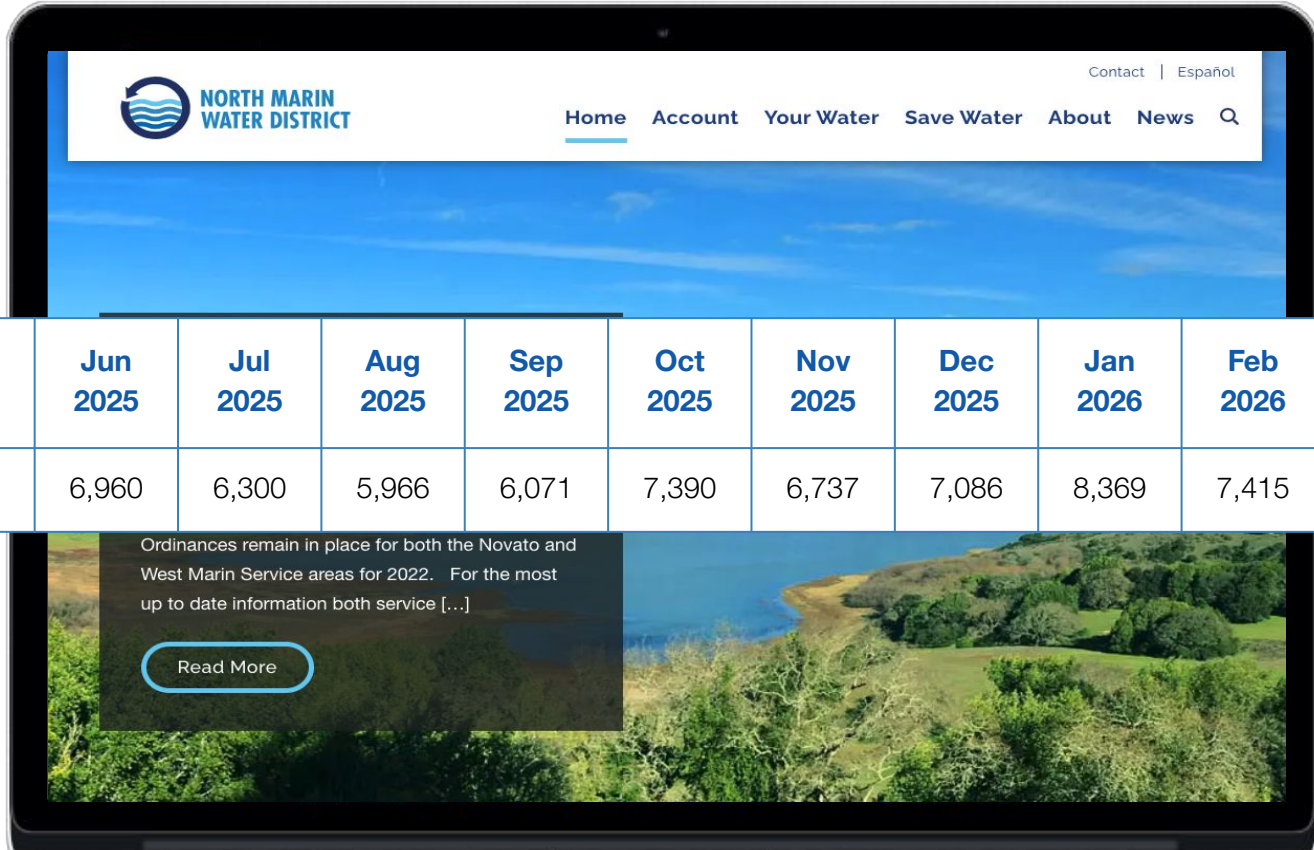 Contact | Español
NORTH MARIN
WATER DISTRICT
Home Account Your Water Save Water About News
Jun 2025 Jul 2025 Aug 2025 Sep 2025 Oct 2025 Nov 2025 Dec 2025 Jan 2026 Feb 2026
6,960 6,300 5,966 6,071 7,390 6,737 7,086 8,369 7,415
Ordinances remain in place for both the Novato and
West Marin Service areas for 2022. For the most
up to date information both service […]
Read More